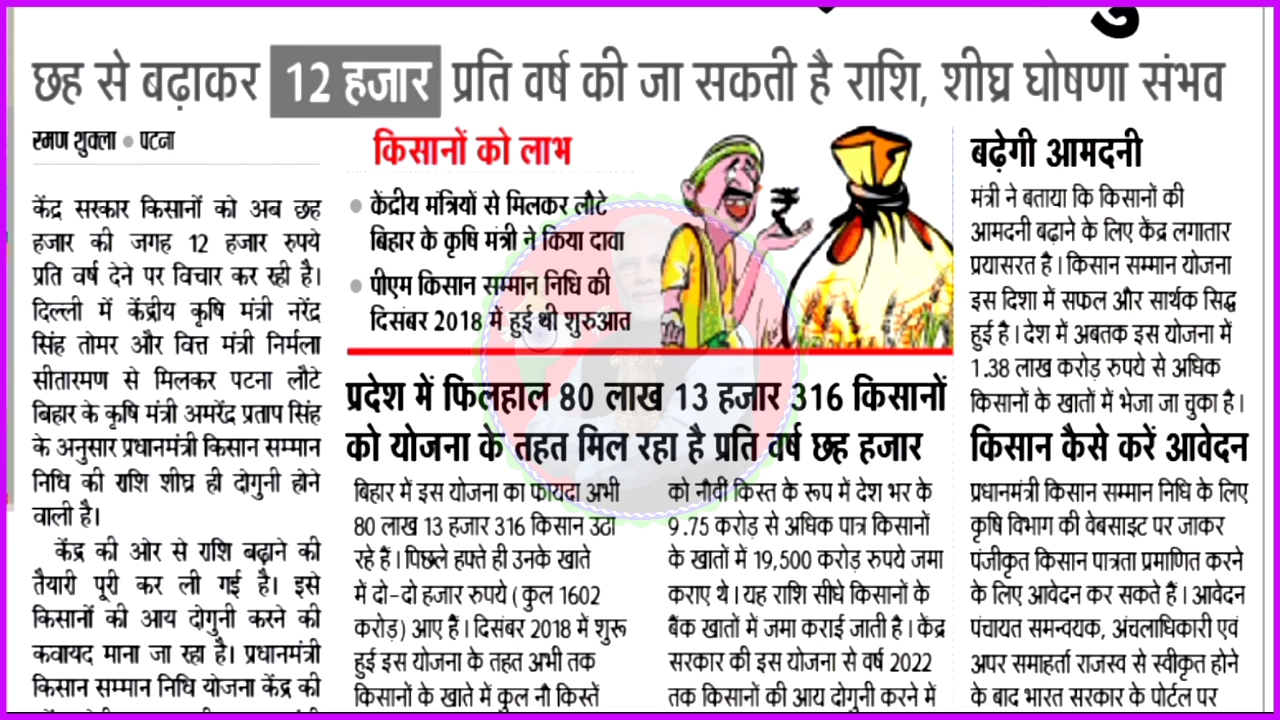 छह से बढ़ाकर 12 हजार प्रति वर्ष की जा सकती है राशि, शीघ्र घोषणा संभव
रमण शुक्ला ● पटना
केंद्र सरकार किसानों को अब छह
हजार की जगह 12 हजार रुपये
प्रति वर्ष देने पर विचार कर रही है।
दिल्ली में केंद्रीय कृषि मंत्री नरेंद्र
सिंह तोमर और वित्त मंत्री निर्मला
सीतारमण से मिलकर पटना लौटे
बिहार के कृषि मंत्री अमरेंद्र प्रताप सिंह
के अनुसार प्रधानमंत्री किसान सम्मान
निधि की राशि शीघ्र ही दोगुनी होने
वाली है।
केंद्र की ओर से राशि बढ़ाने की
तैयारी पूरी कर ली गई है। इसे
किसानों की आय दोगुनी करने की
कवायद माना जा रहा है। प्रधानमंत्री
किसान सम्मान निधि योजना केंद्र की
किसानों को लाभ
● केंद्रीय मंत्रियों से मिलकर लौटे
बिहार के कृषि मंत्री ने किया दावा
● पीएम किसान सम्मान निधि की
दिसंबर 2018 में हुई थी शुरुआत
₹
प्रदेश में फिलहाल 80 लाख 13 हजार 316 किसानों
को योजना के तहत मिल रहा है प्रति वर्ष छह हजार
बिहार में इस योजना का फायदा अभी
80 लाख 13 हजार 316 किसान उठा
रहे हैं। पिछले हफ्ते ही उनके खाते
में दो-दो हजार रुपये (कुल 1602
करोड़) आए हैं। दिसंबर 2018 में शुरू
हुई इस योजना के तहत अभी तक
किसानों के खाते में कुल नौ किस्तें
को नौवीं किस्त के रूप में देश भर के
9.75 करोड़ से अधिक पात्र किसानों
के खातों में 19,500 करोड़ रुपये जमा
कराए थे। यह राशि सीधे किसानों के
बैंक खातों में जमा कराई जाती है। केंद्र
सरकार की इस योजना से वर्ष 2022
तक किसानों की आय दोगुनी करने में
बढ़ेगी आमदनी
मंत्री ने बताया कि किसानों की
आमदनी बढ़ाने के लिए केंद्र लगातार
प्रयासरत है। किसान सम्मान योजना
इस दिशा में सफल और सार्थक सिद्ध
हुई है। देश में अबतक इस योजना में
1.38 लाख करोड़ रुपये से अधिक
किसानों के खातों में भेजा जा चुका है।
किसान कैसे करें आवेदन
प्रधानमंत्री किसान सम्मान निधि के लिए
कृषि विभाग की वेबसाइट पर जाकर
पंजीकृत किसान पात्रता प्रमाणित करने
के लिए आवेदन कर सकते हैं। आवेदन
पंचायत समन्वयक, अंचलाधिकारी एवं
अपर समाहर्ता राजस्व से स्वीकृत होने
के बाद भारत सरकार के पोर्टल पर